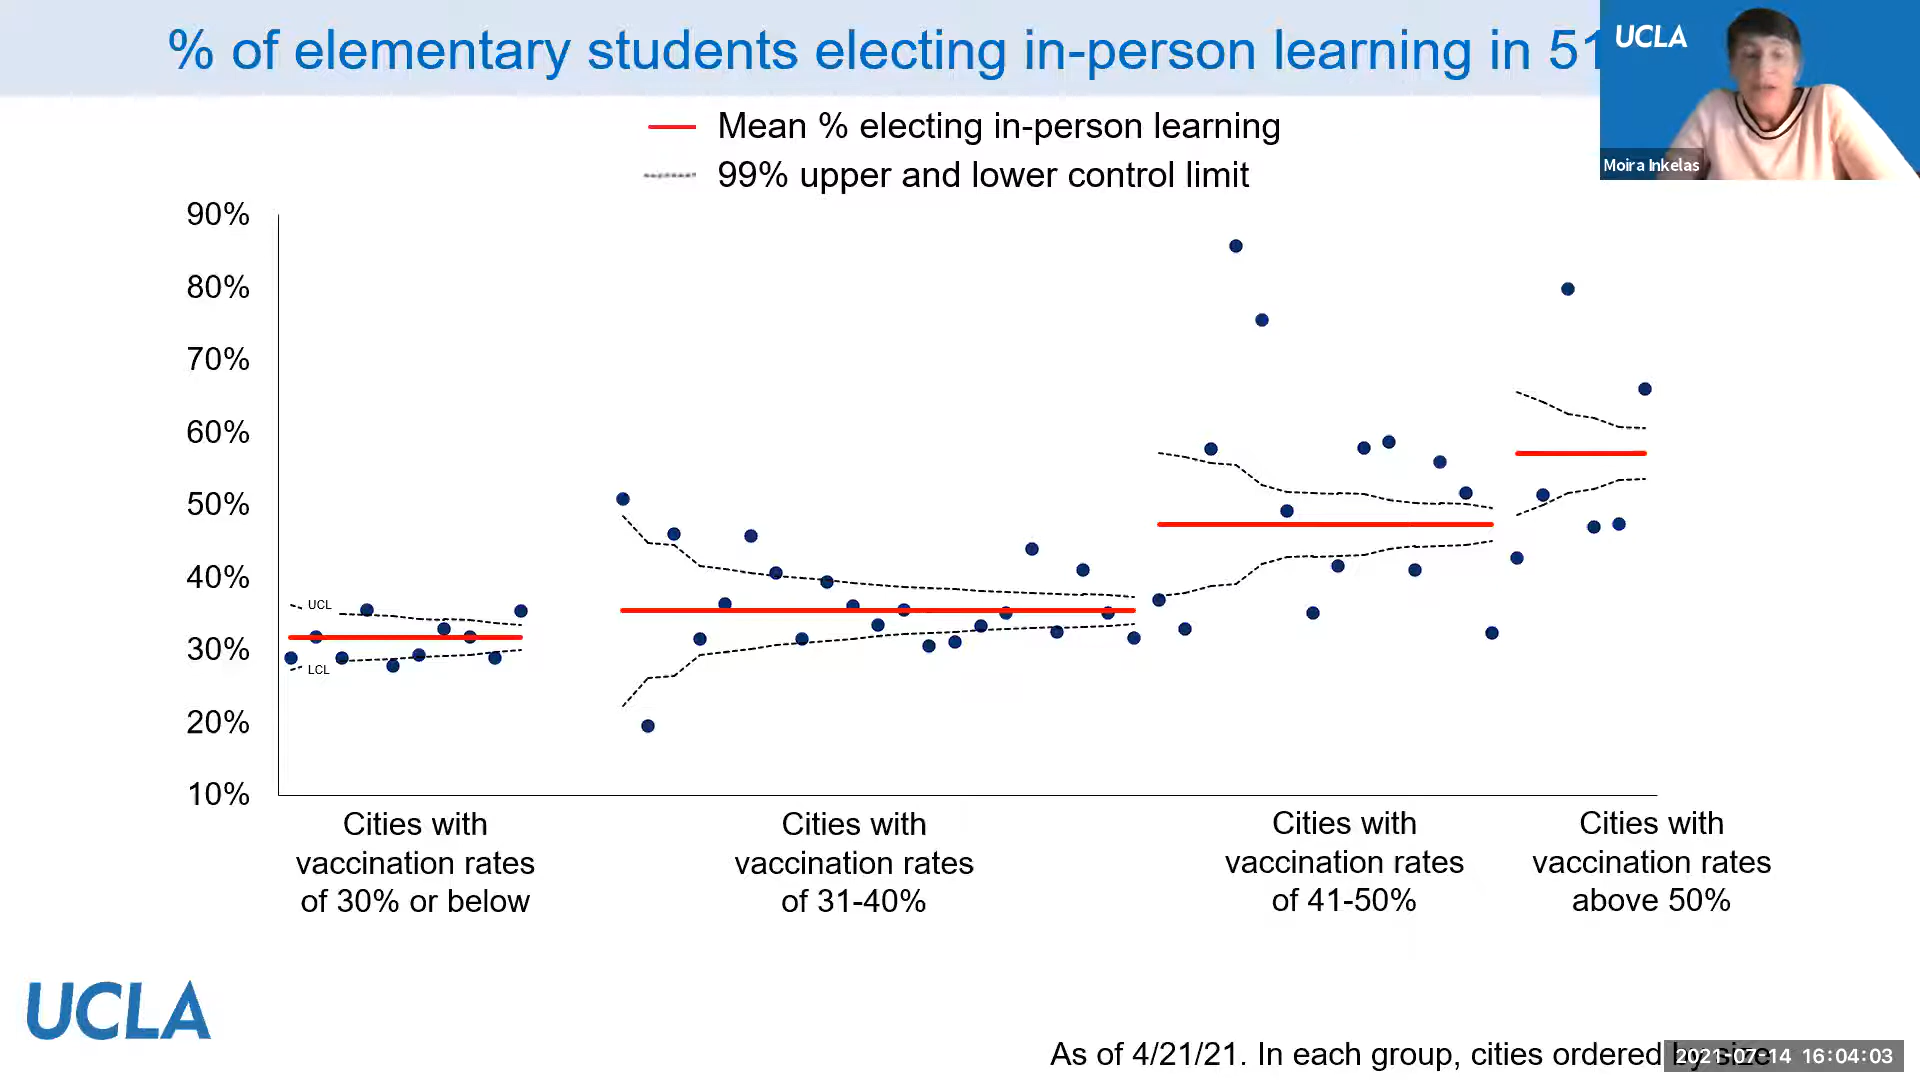 % of elementary students electing in-person learning in 51
UCLA
Moira Inkelas
Mean % electing in-person learning
99% upper and lower control limit
90%
80%
70%
60%
50%
40%
30%
20%
10%
UCL
LCL
Cities with
vaccination rates
of 30% or below
Cities with
vaccination rates
of 31-40%
Cities with
vaccination rates
of 41-50%
Cities with
vaccination rates
above 50%
UCLA
As of 4/21/21. In each group, cities ordered by size
2021-07-14 16:04:03